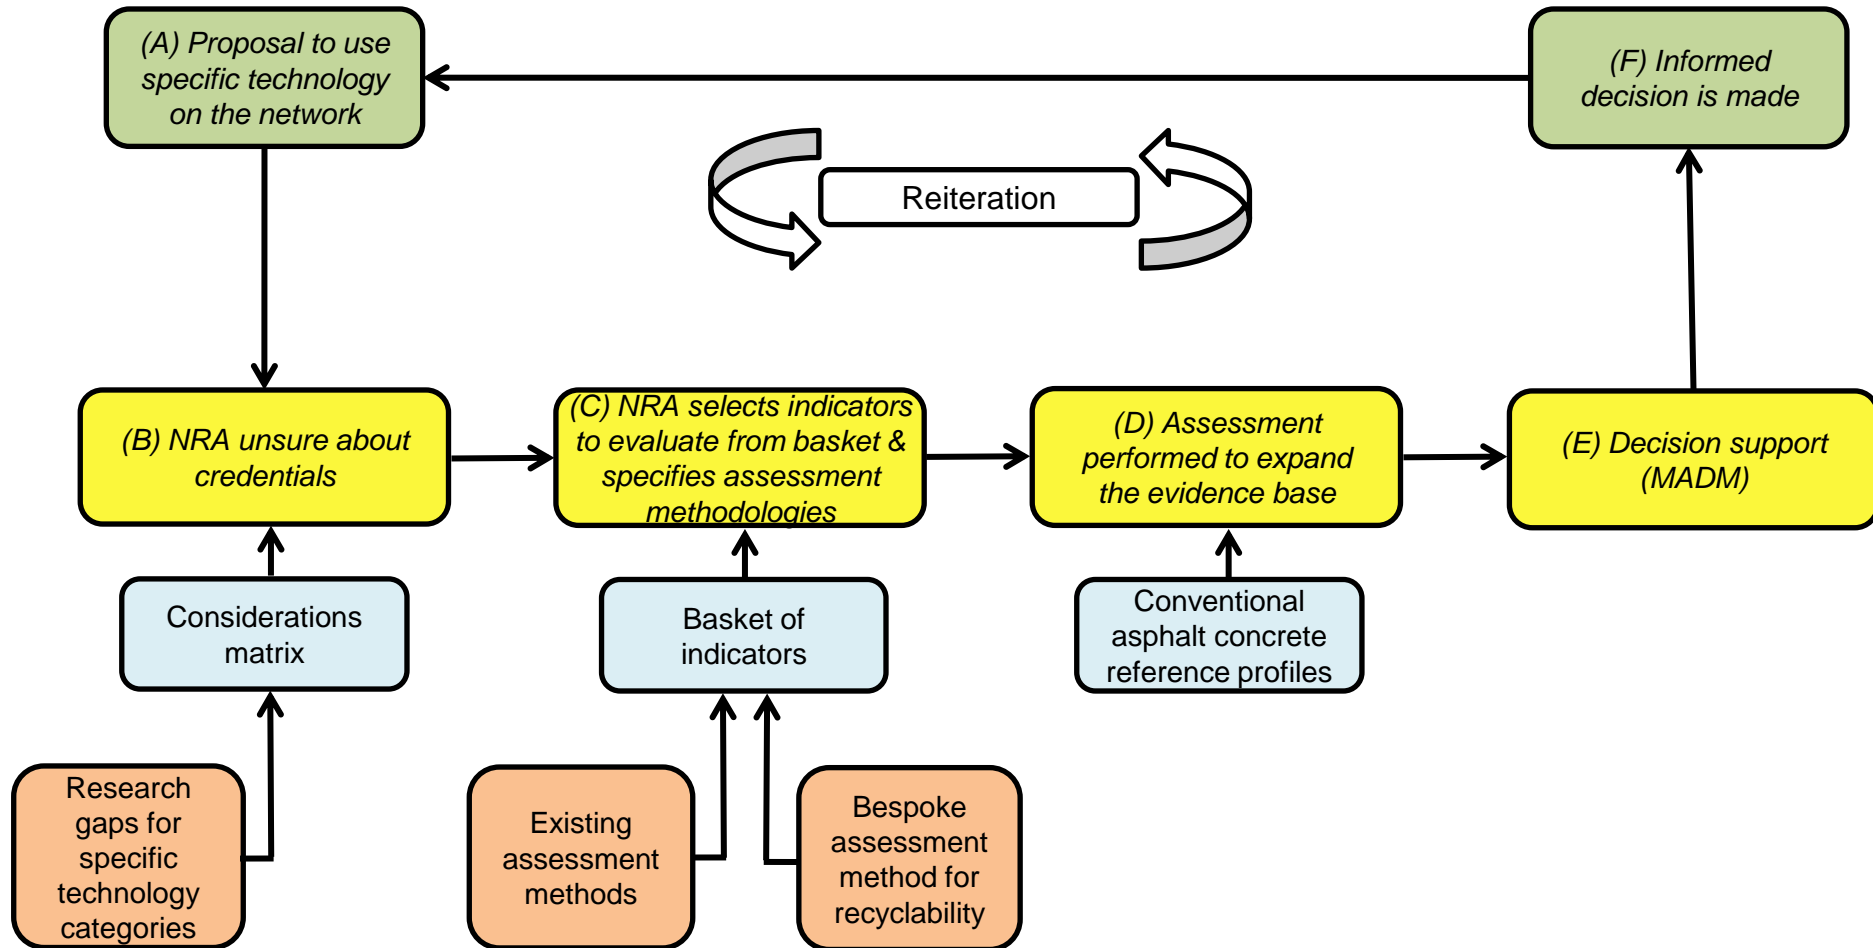 (A) Proposal to use
specific technology
on the network
(F) Informed
decision is made
Reiteration
(B) NRA unsure about
credentials
(C) NRA selects indicators
to evaluate from basket &
specifies assessment
methodologies
(D) Assessment
performed to expand
the evidence base
(E) Decision support
(MADM)
Considerations
matrix
Basket of
indicators
Conventional
asphalt concrete
reference profiles
Research
gaps for
specific
technology
categories
Existing
assessment
methods
Bespoke
assessment
method for
recyclability